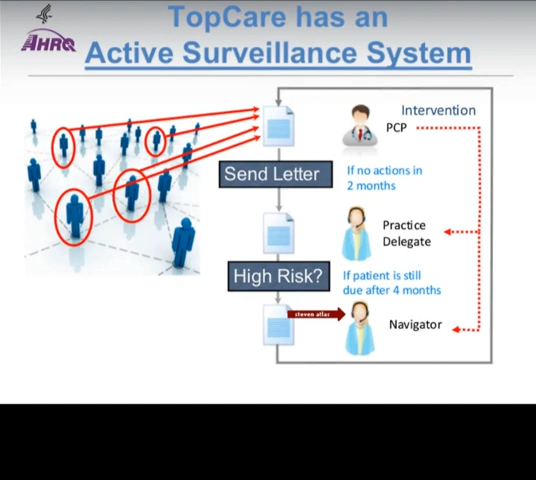 TopCare has an
AHRQ
Active Surveillance System
Intervention
PCP
Send Letter
If no actions in
2 months
Practice
Delegate
High Risk?
If patient is still
due after 4 months
steven atlas
Navigator